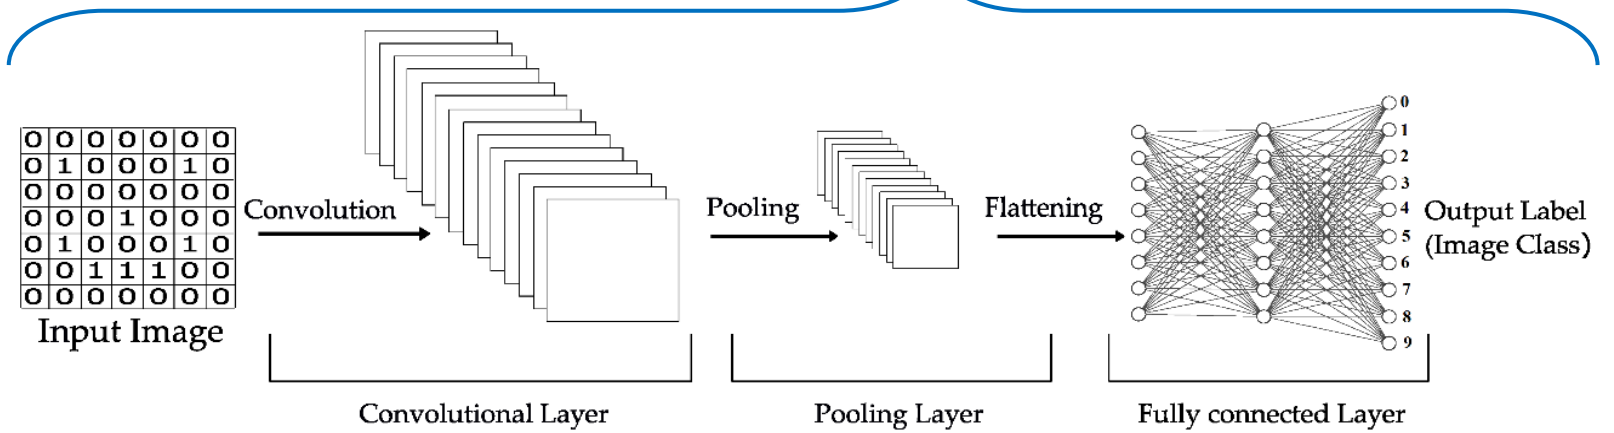 0 0 0 0 0 0 0
0 1 0 0 0 1 0
0 0 0 0 0 0 0
0 0 0 1 0 0 0
0 1 0 0 0 1 0
0 0 1 1 1 0 0
0 0 0 0 0 0 0
Input Image
Convolution
Pooling
Flattening
0
1
2
3
4
5
6
7
8
9
Output Label
(Image Class)
Convolutional Layer
Pooling Layer
Fully connected Layer